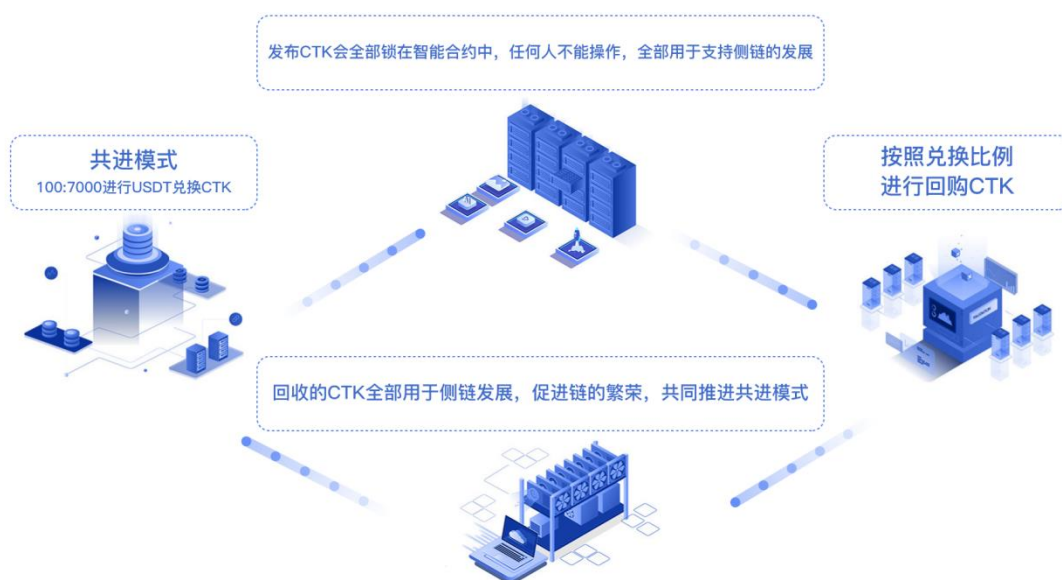 发布CTK会全部锁在智能合约中，任何人不能操作，全部用于支持侧链的发展
共进模式
100:7000进行USDT兑换CTK
按照兑换比例
进行回购CTK
回收的CTK全部用于侧链发展，促进链的繁荣，共同推进共进模式